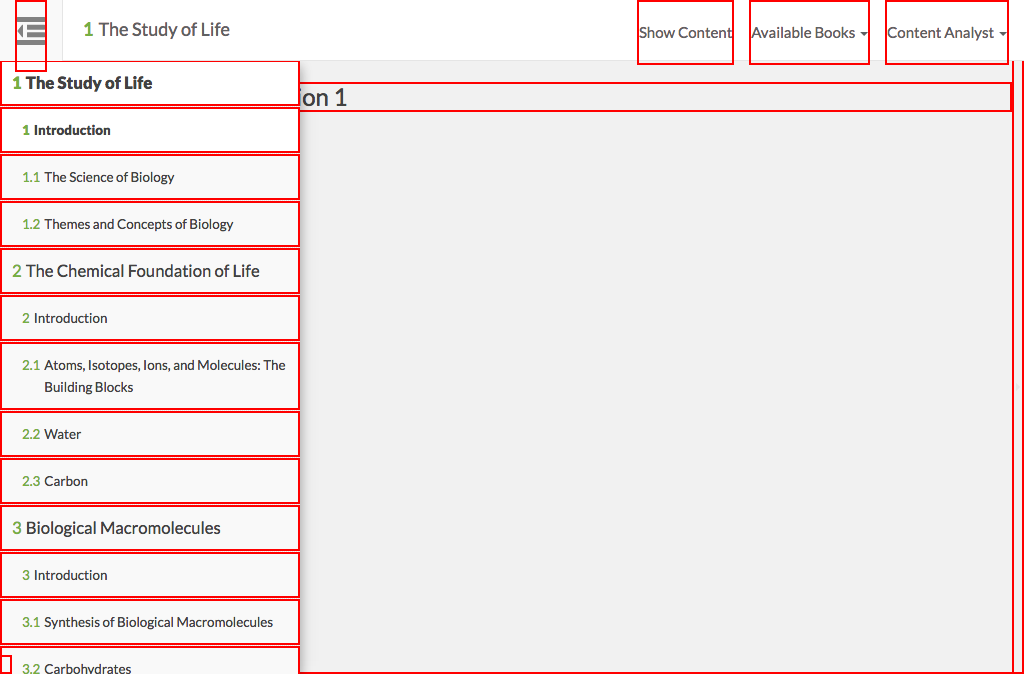 1 The Study of Life
Show Content
Available Books
Content Analyst
1 The Study of Life
ion 1
1 Introduction
1.1 The Science of Biology
1.2 Themes and Concepts of Biology
2 The Chemical Foundation of Life
2 Introduction
2.1 Atoms, Isotopes, Ions, and Molecules: The
Building Blocks
2.2 Water
2.3 Carbon
3 Biological Macromolecules
3 Introduction
3.1 Synthesis of Biological Macromolecules
3.2 Carbohydrates